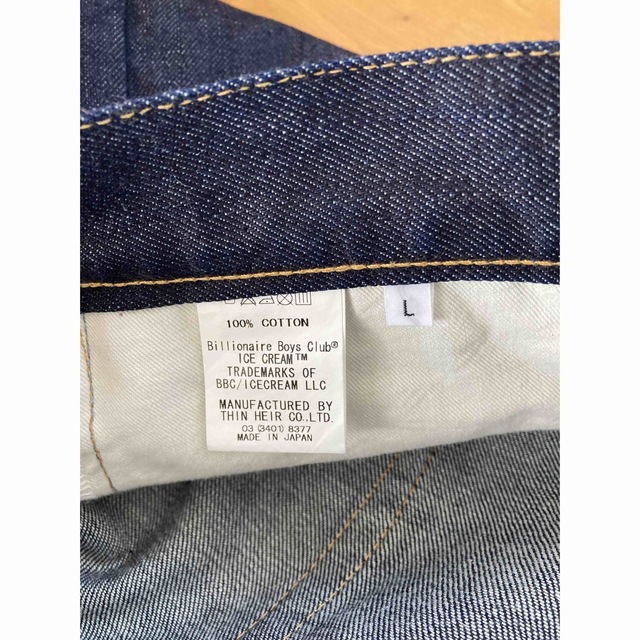 100% COTTON
Billionaire Boys Club®
ICE CREAM™
TRADEMARKS OF
BBC/ICECREAM LLC
MANUFACTURED BY
THIN HEIR CO.,LTD.
03 (3401) 8377
MADE IN JAPAN
L